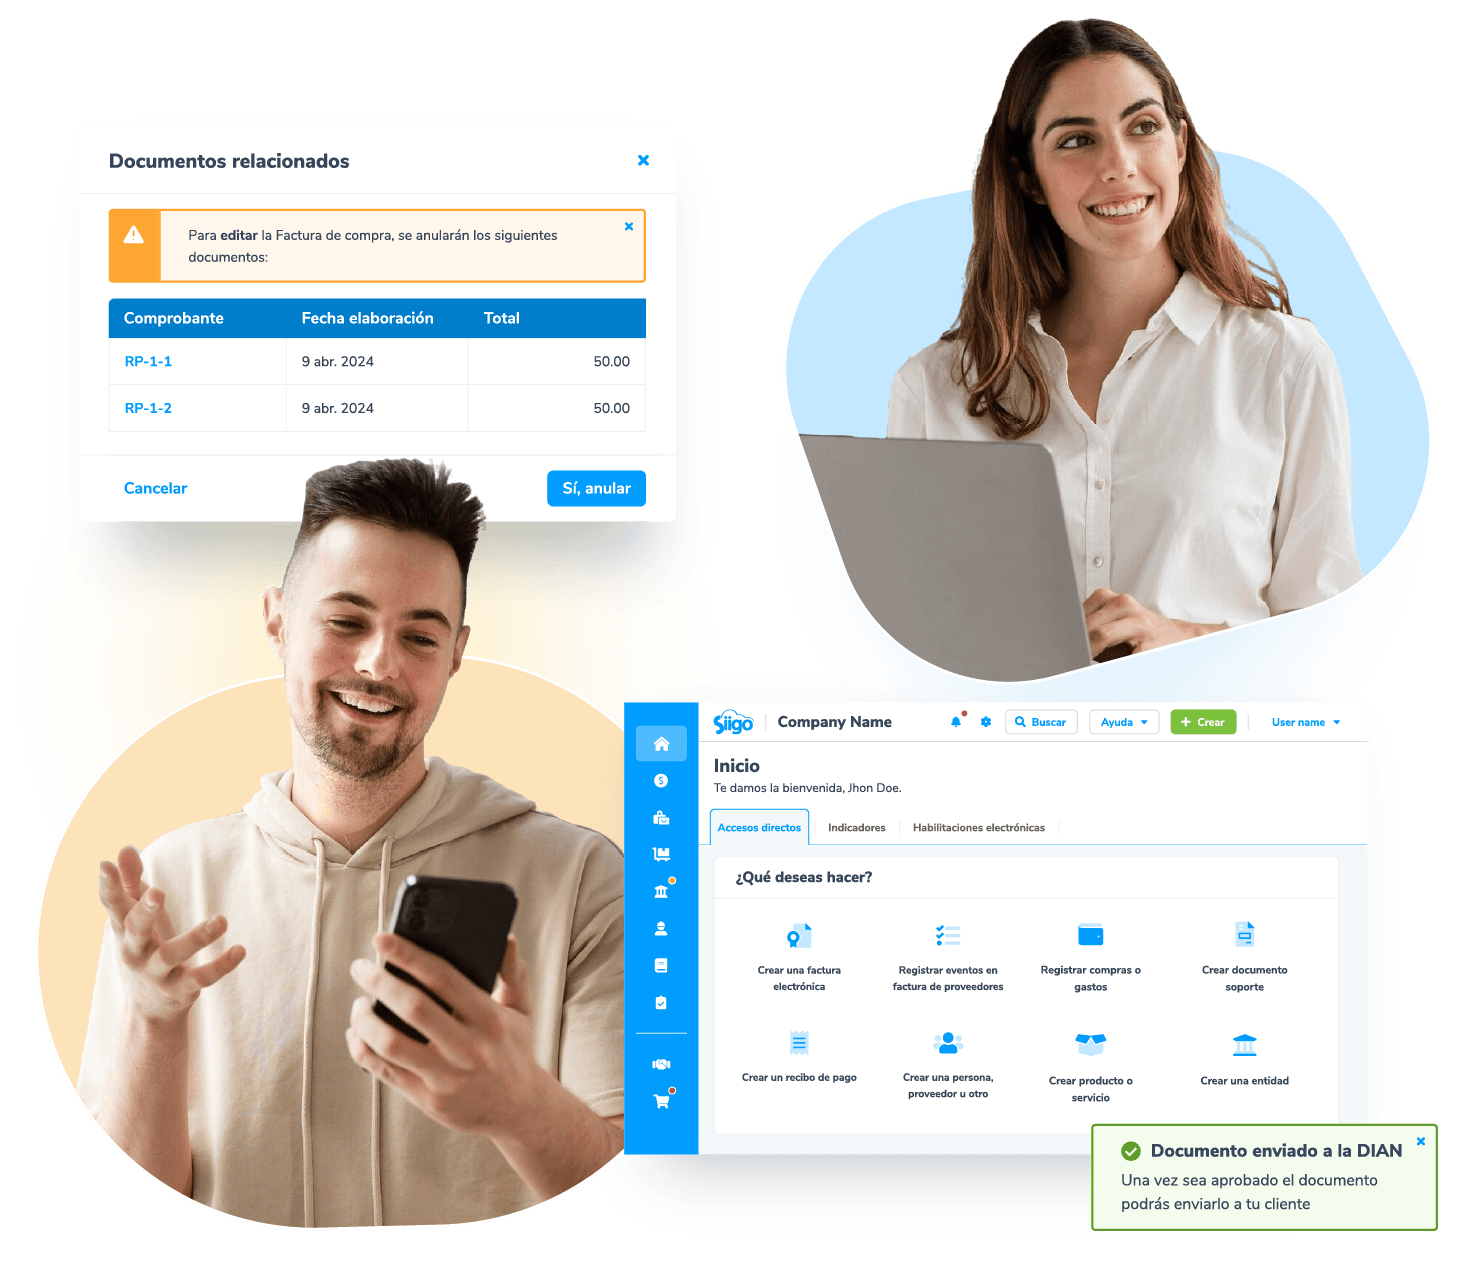 Documentos relacionados
Para editar la Factura de compra, se anularán los siguientes
documentos:
Comprobante Fecha elaboración Total
RP-1-1 9 abr. 2024 50.00
RP-1-2 9 abr. 2024 50.00
Cancelar Sí, anular
Siigo Company Name Buscar Ayuda Crear User name
Inicio
Te damos la bienvenida, Jhon Doe.
Accesos directos Indicadores Habilitaciones electrónicas
¿Qué deseas hacer?
Crear una factura
electrónica
Registrar eventos en
factura de proveedores
Registrar compras o
gastos
Crear documento
soporte
Crear un recibo de pago
Crear una persona,
proveedor u otro
Crear producto o
servicio
Crear una entidad
Documento enviado a la DIAN
Una vez sea aprobado el documento
podrás enviarlo a tu cliente